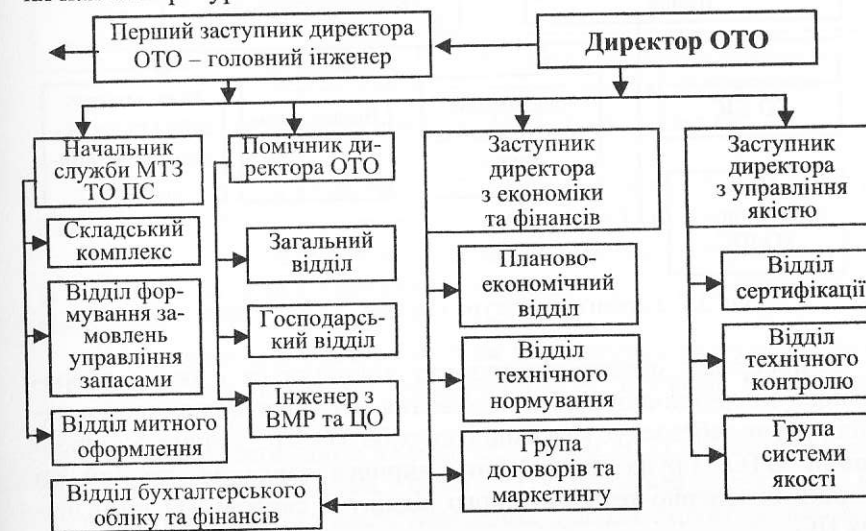 Перший заступник директора
ОТО – головний інженер
Директор ОТО
Начальник
служби МТЗ
ТО ПС
Складський
комплекс
Відділ фор-
мування за-
мовлень
управління
запасами
Відділ митного
оформлення
Помічник ди-
ректора ОТО
Загальний
відділ
Господарсь-
кий відділ
Інженер з
ВМР та ЦО
Заступник
директора
з економіки
та фінансів
Планово-
економічний
відділ
Відділ
технічного
нормування
Група
договорів та
маркетингу
Відділ бухгалтерського
обліку та фінансів
Заступник
директора
з управління
якістю
Відділ
сертифікації
Відділ
технічного
контролю
Група
системи
якості